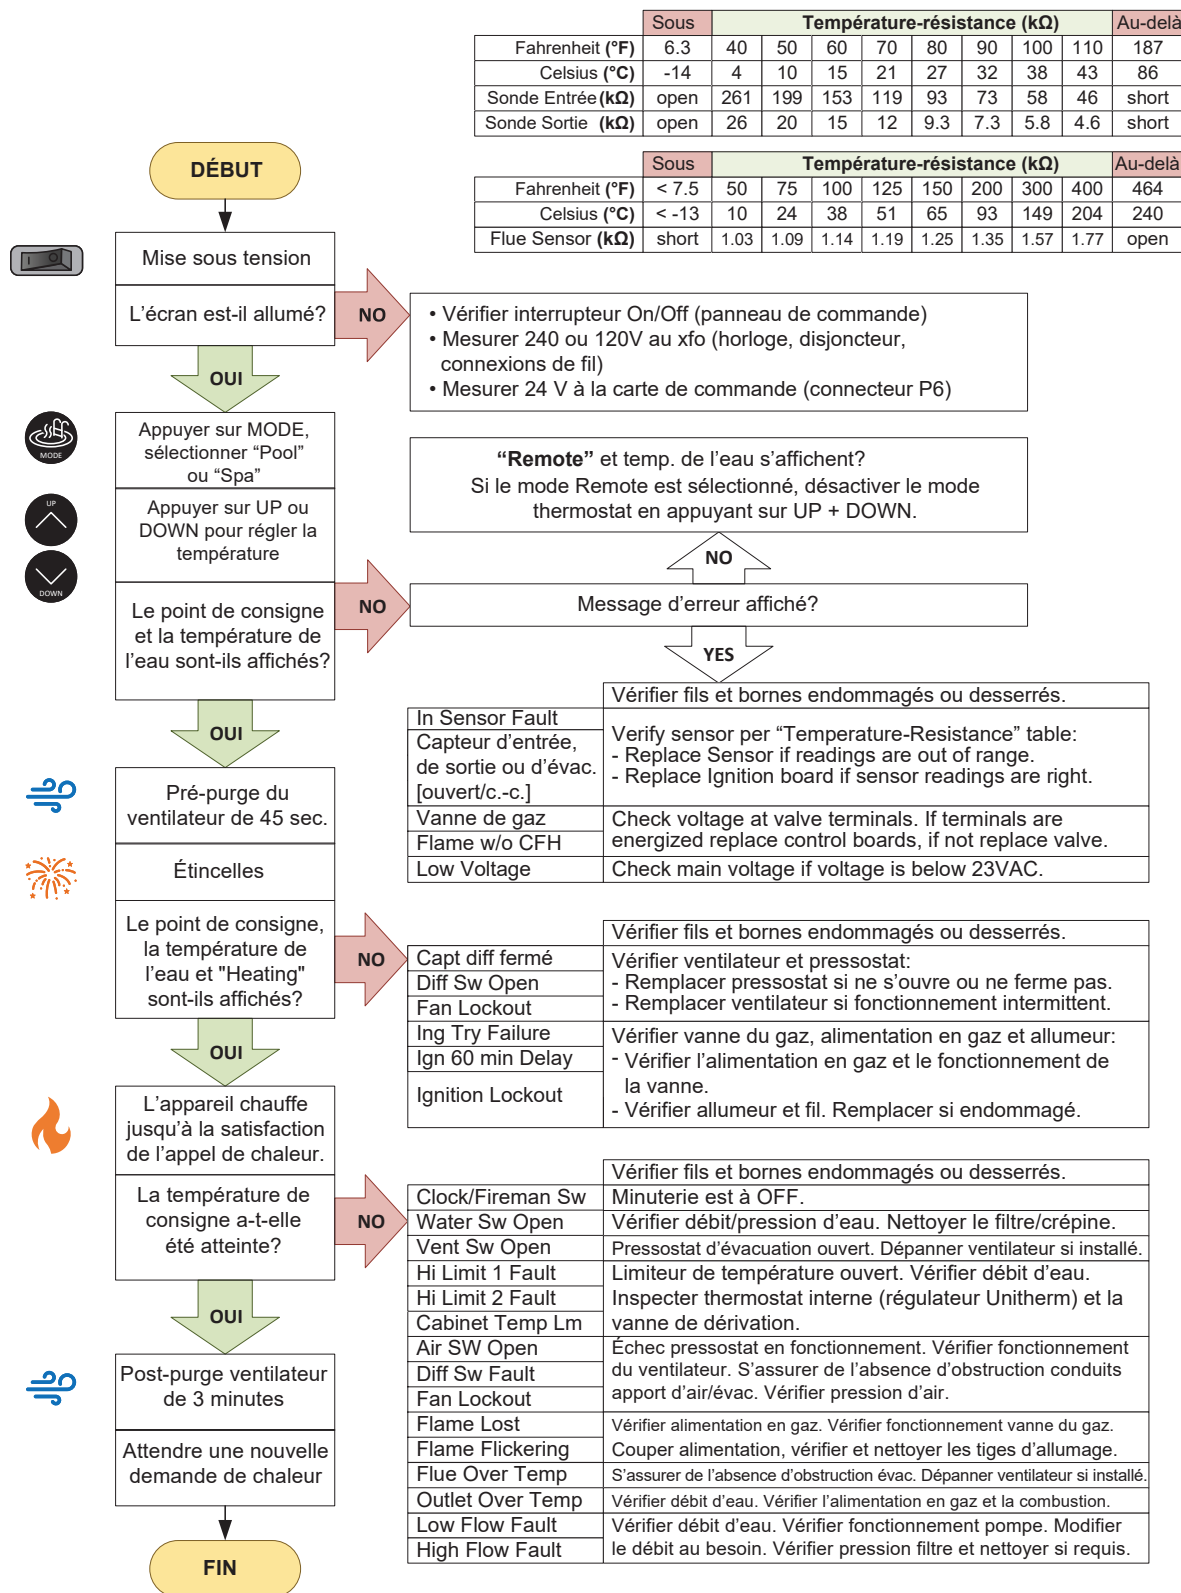 Sous Température-résistance (kΩ) Au-delà
Fahrenheit (°F) 6.3 40 50 60 70 80 90 100 110 187
Celsius (°C) -14 4 10 15 21 27 32 38 43 86
Sonde Entrée (kΩ) open 261 199 153 119 93 73 58 46 short
Sonde Sortie (kΩ) open 26 20 15 12 9.3 7.3 5.8 4.6 short
Sous Température-résistance (kΩ) Au-delà
Fahrenheit (°F) < 7.5 50 75 100 125 150 200 300 400 464
Celsius (°C) < -13 10 24 38 51 65 93 149 204 240
Flue Sensor (kΩ) short 1.03 1.09 1.14 1.19 1.25 1.35 1.57 1.77 open
DÉBUT
Mise sous tension
L'écran est-il allumé?
NO
• Vérifier interrupteur On/Off (panneau de commande)
• Mesurer 240 ou 120V au xfo (horloge, disjoncteur,
connexions de fil)
• Mesurer 24 V à la carte de commande (connecteur P6)
OUI
MODE
Appuyer sur MODE,
sélectionner “Pool”
ou “Spa”
UP
DOWN
Appuyer sur UP ou
DOWN pour régler la
température
“Remote” et temp. de l'eau s'affichent?
Si le mode Remote est sélectionné, désactiver le mode
thermostat en appuyant sur UP + DOWN.
NO
Le point de consigne
et la température de
l'eau sont-ils affichés?
NO
Message d'erreur affiché?
YES
OUI
Vérifier fils et bornes endommagés ou desserrés.
In Sensor Fault
Capteur d'entrée,
de sortie ou d'évac.
[ouvert/c.-c.]
Verify sensor per “Temperature-Resistance” table:
- Replace Sensor if readings are out of range.
- Replace Ignition board if sensor readings are right.
Vanne de gaz
Flame w/o CFH
Check voltage at valve terminals. If terminals are
energized replace control boards, if not replace valve.
Low Voltage
Check main voltage if voltage is below 23VAC.
Pré-purge du
ventilateur de 45 sec.
Étincelles
Le point de consigne,
la température de
l'eau et "Heating"
sont-ils affichés?
NO
Vérifier fils et bornes endommagés ou desserrés.
Capt diff fermé
Diff Sw Open
Fan Lockout
Vérifier ventilateur et pressostat:
- Remplacer pressostat si ne s'ouvre ou ne ferme pas.
- Remplacer ventilateur si fonctionnement intermittent.
Ing Try Failure
Ign 60 min Delay
Ignition Lockout
Vérifier vanne du gaz, alimentation en gaz et allumeur:
- Vérifier l'alimentation en gaz et le fonctionnement de
la vanne.
- Vérifier allumeur et fil. Remplacer si endommagé.
OUI
L'appareil chauffe
jusqu'à la satisfaction
de l'appel de chaleur.
La température de
consigne a-t-elle
été atteinte?
NO
Vérifier fils et bornes endommagés ou desserrés.
Clock/Fireman Sw
Minuterie est à OFF.
Water Sw Open
Vérifier débit/pression d'eau. Nettoyer le filtre/crépine.
Vent Sw Open
Pressostat d'évacuation ouvert. Dépanner ventilateur si installé.
Hi Limit 1 Fault
Hi Limit 2 Fault
Cabinet Temp Lm
Limiteur de température ouvert. Vérifier débit d'eau.
Inspecter thermostat interne (régulateur Unitherm) et la
vanne de dérivation.
Air SW Open
Diff Sw Fault
Fan Lockout
Échec pressostat en fonctionnement. Vérifier fonctionnement
du ventilateur. S'assurer de l'absence d'obstruction conduits
apport d'air/évac. Vérifier pression d'air.
Flame Lost
Vérifier alimentation en gaz. Vérifier fonctionnement vanne du gaz.
Flame Flickering
Couper alimentation, vérifier et nettoyer les tiges d'allumage.
Flue Over Temp
S'assurer de l'absence d'obstruction évac. Dépanner ventilateur si installé.
Outlet Over Temp
Vérifier débit d'eau. Vérifier l'alimentation en gaz et la combustion.
Low Flow Fault
High Flow Fault
Vérifier débit d'eau. Vérifier fonctionnement pompe. Modifier
le débit au besoin. Vérifier pression filtre et nettoyer si requis.
OUI
Post-purge ventilateur
de 3 minutes
Attendre une nouvelle
demande de chaleur
FIN